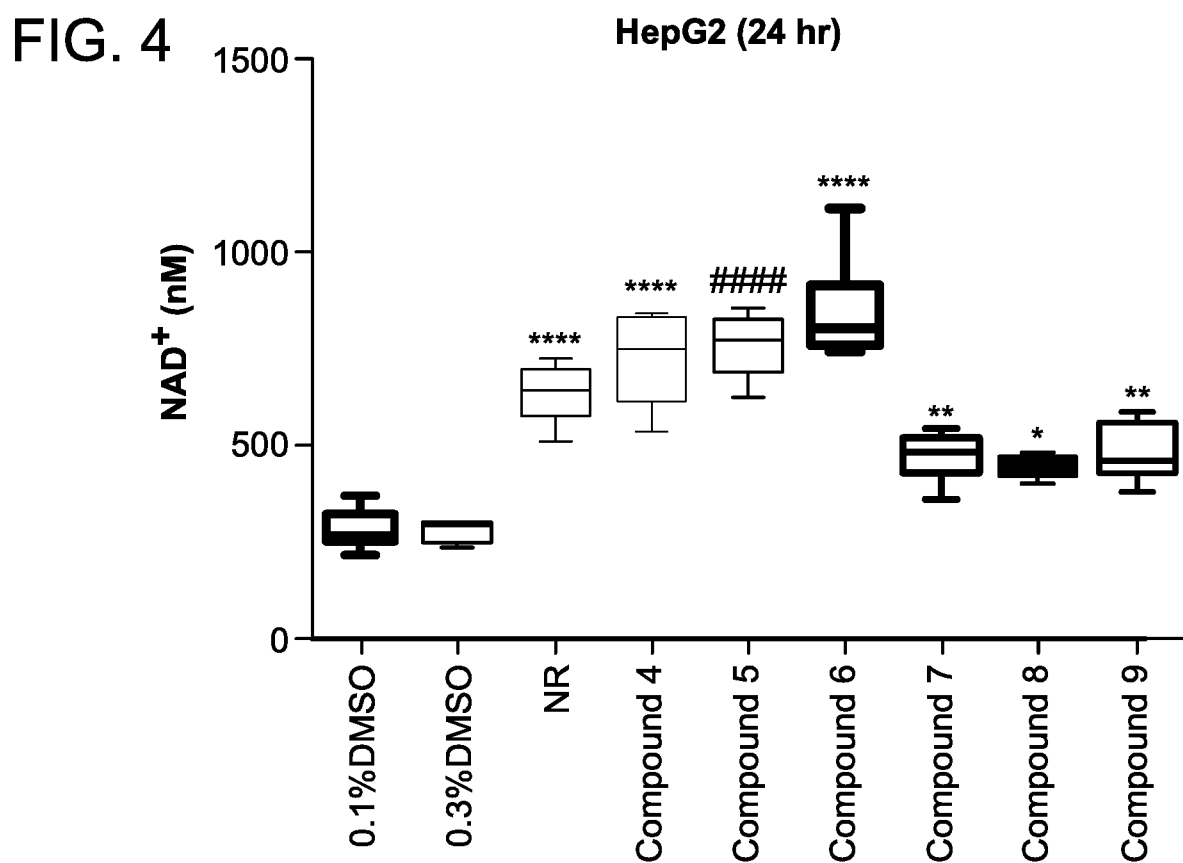 FIG. 4
HepG2 (24 hr)
NAD+ (nM)
1500
1000
500
0
****
****
####
****
**
*
**
0.1%DMSO
0.3%DMSO
NR
Compound 4
Compound 5
Compound 6
Compound 7
Compound 8
Compound 9